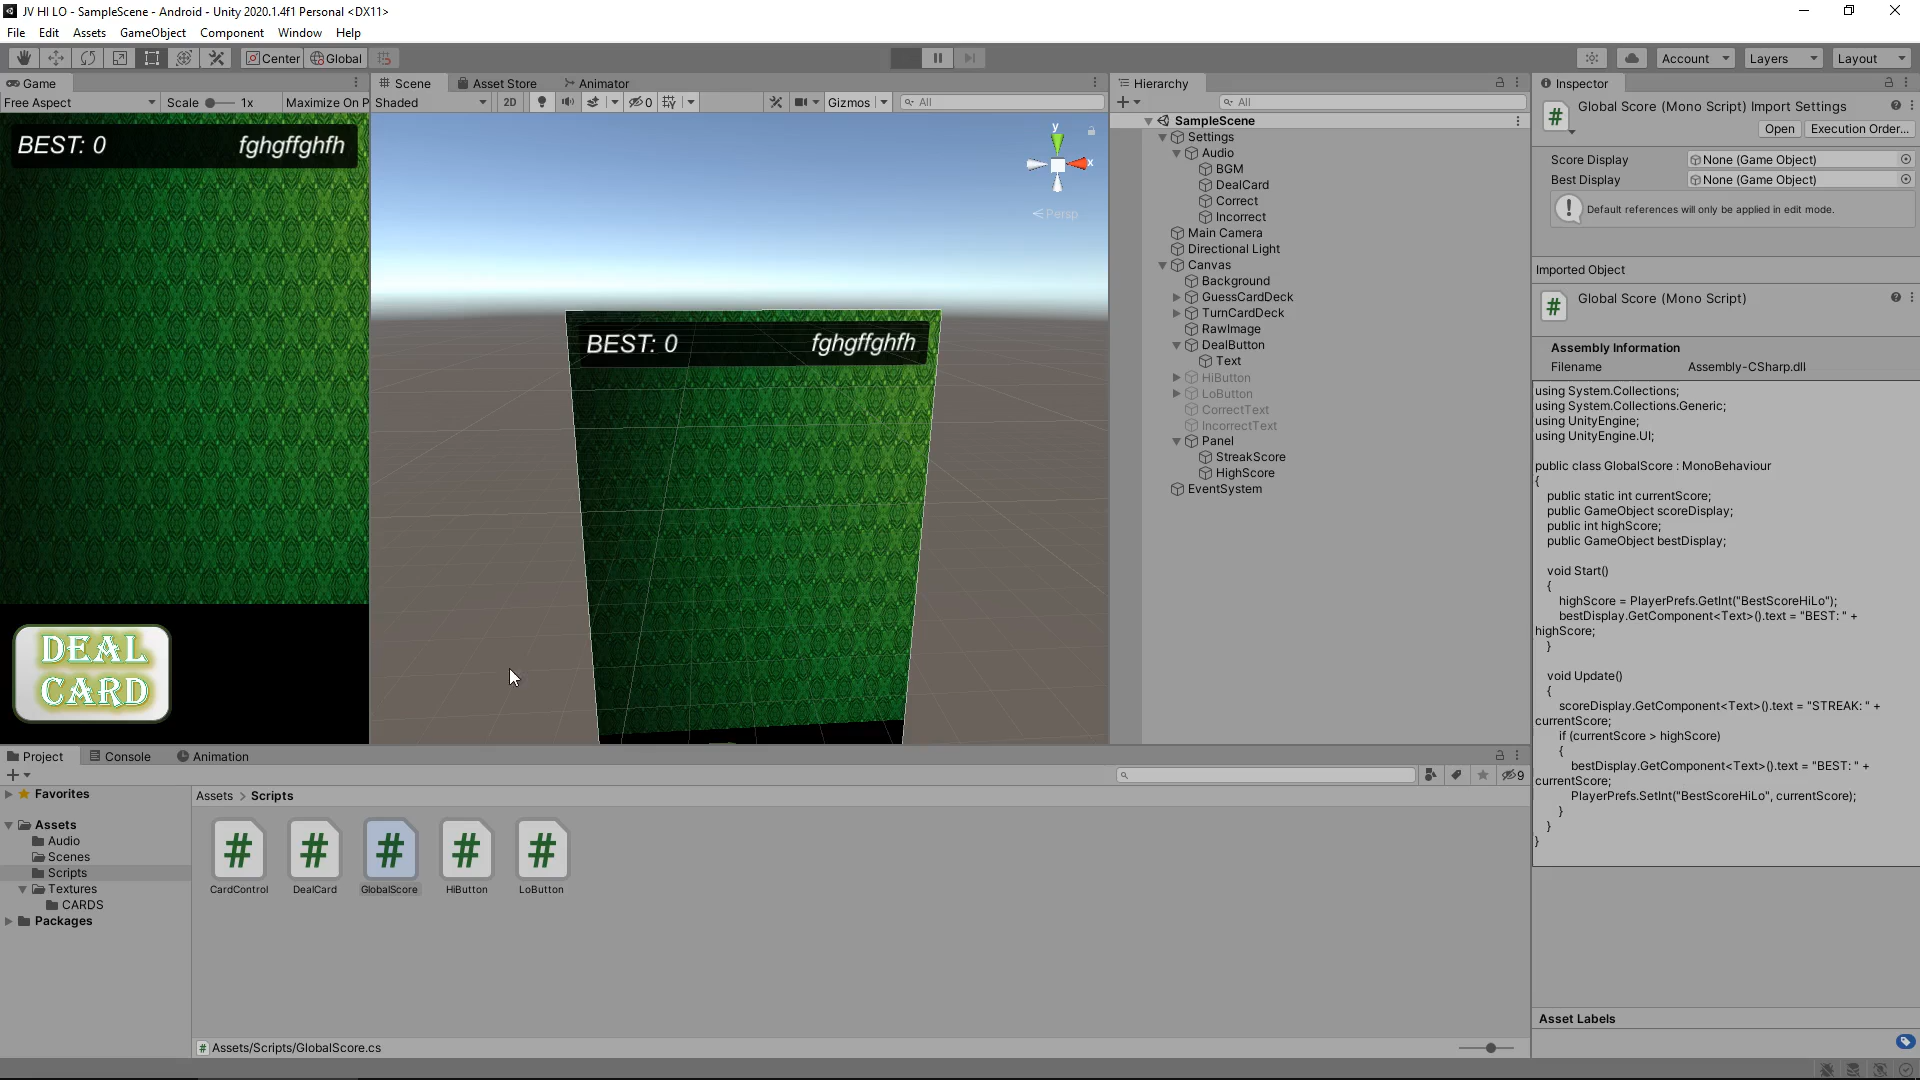 JV HI LO - SampleScene - Android - Unity 2020.1.4f1 Personal <DX11>
File Edit Assets GameObject Component Window Help
Center Global Account Layers Layout
Game
Free Aspect Scale 1x Maximize On P
BEST: 0 fghgffghfh
DEAL
CARD
Scene Asset Store Animator
Shaded 2D 0 Gizmos All
y
x
Persp
BEST: 0 fghgffghfh
Hierarchy
All
SampleScene
Settings
Audio
BGM
DealCard
Correct
Incorrect
Main Camera
Directional Light
Canvas
Background
GuessCardDeck
TurnCardDeck
RawImage
DealButton
Text
HiButton
LoButton
CorrectText
IncorrectText
Panel
StreakScore
HighScore
EventSystem
Inspector
Global Score (Mono Script) Import Settings
Open Execution Order...
Score Display None (Game Object)
Best Display None (Game Object)
Default references will only be applied in edit mode.
Imported Object
Global Score (Mono Script)
Assembly Information
Filename Assembly-CSharp.dll
using System.Collections;
using System.Collections.Generic;
using UnityEngine;
using UnityEngine.UI;
public class GlobalScore : MonoBehaviour
{
public static int currentScore;
public GameObject scoreDisplay;
public int highScore;
public GameObject bestDisplay;
void Start()
{
highScore = PlayerPrefs.GetInt("BestScoreHiLo");
bestDisplay.GetComponent<Text>().text = "BEST: " +
highScore;
}
void Update()
{
scoreDisplay.GetComponent<Text>().text = "STREAK: " +
currentScore;
if (currentScore > highScore)
{
bestDisplay.GetComponent<Text>().text = "BEST: " +
currentScore;
PlayerPrefs.SetInt("BestScoreHiLo", currentScore);
}
}
}
Asset Labels
Project Console Animation
9
Favorites
Assets
Audio
Scenes
Scripts
Textures
CARDS
Packages
Assets > Scripts
CardControl DealCard GlobalScore HiButton LoButton
Assets/Scripts/GlobalScore.cs